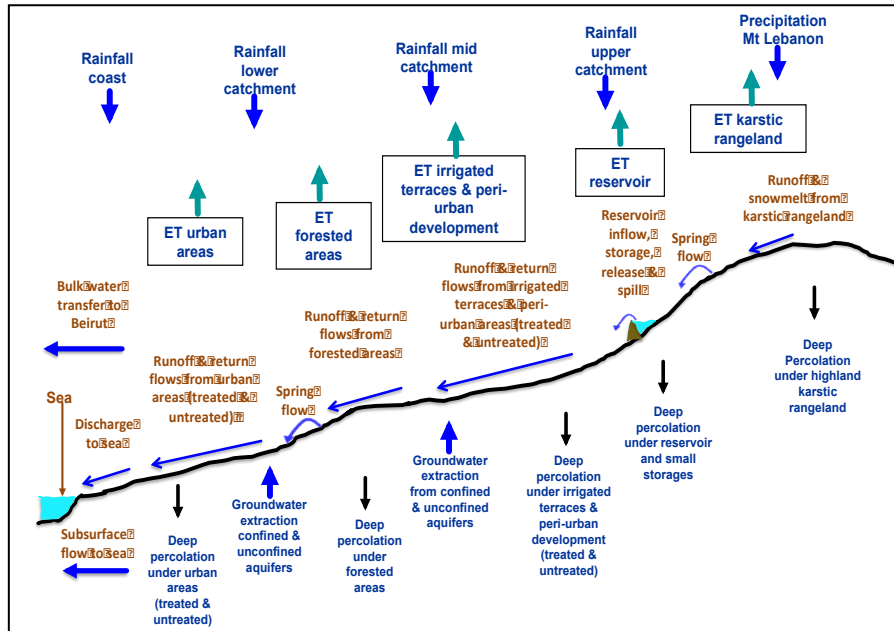 Rainfall
coast
Rainfall
lower
catchment
Rainfall mid
catchment
Rainfall
upper
catchment
Precipitation
Mt Lebanon
ET urban
areas
ET
forested
areas
ET irrigated
terraces & peri-
urban
development
ET
reservoir
ET karstic
rangeland
Bulk water
transfer to
Beirut
Runoff & return
flows from urban
areas (treated &
untreated)
Runoff & return
flows from
forested areas
Runoff & return
flows from irrigated
terraces & peri-
urban areas (treated
& untreated)
Reservoir
inflow,
storage,
release &
spill
Spring
flow
Runoff &
snowmelt from
karstic rangeland
Sea
Discharge
to sea
Spring
flow
Subsurface
flow to sea
Deep
percolation
under urban
areas
(treated &
untreated)
Groundwater
extraction
confined &
unconfined
aquifers
Deep
percolation
under
forested
areas
Groundwater
extraction
from confined
& unconfined
aquifers
Deep
percolation
under irrigated
terraces &
peri-urban
development
(treated &
untreated)
Deep
percolation
under reservoir
and small
storages
Deep
Percolation
under highland
karstic
rangeland